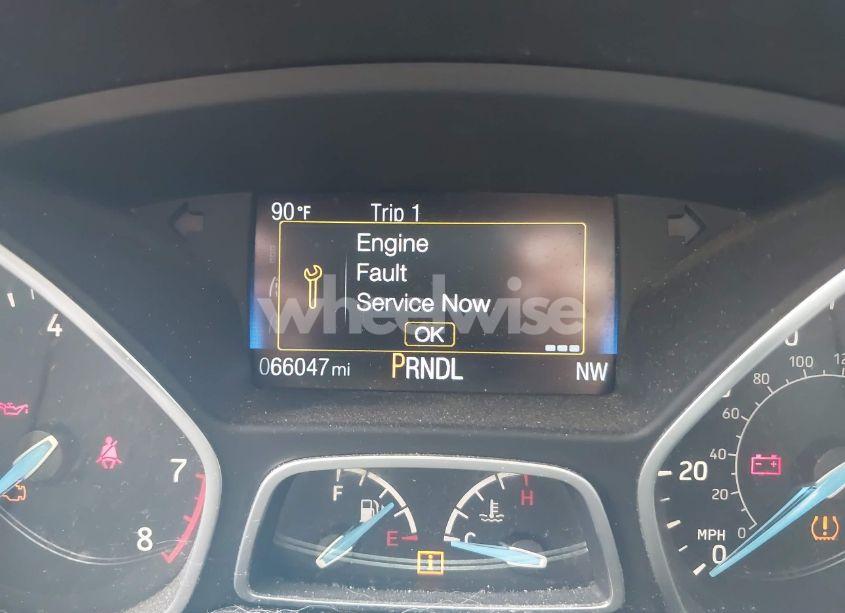 90°F Trip 1
Engine
Fault
Service Now
OK
066047 mi PRNDL NW
wheelwise
4
7
8
F
E
H
C
i
20
0
MPH
0
20
40
60
80
100